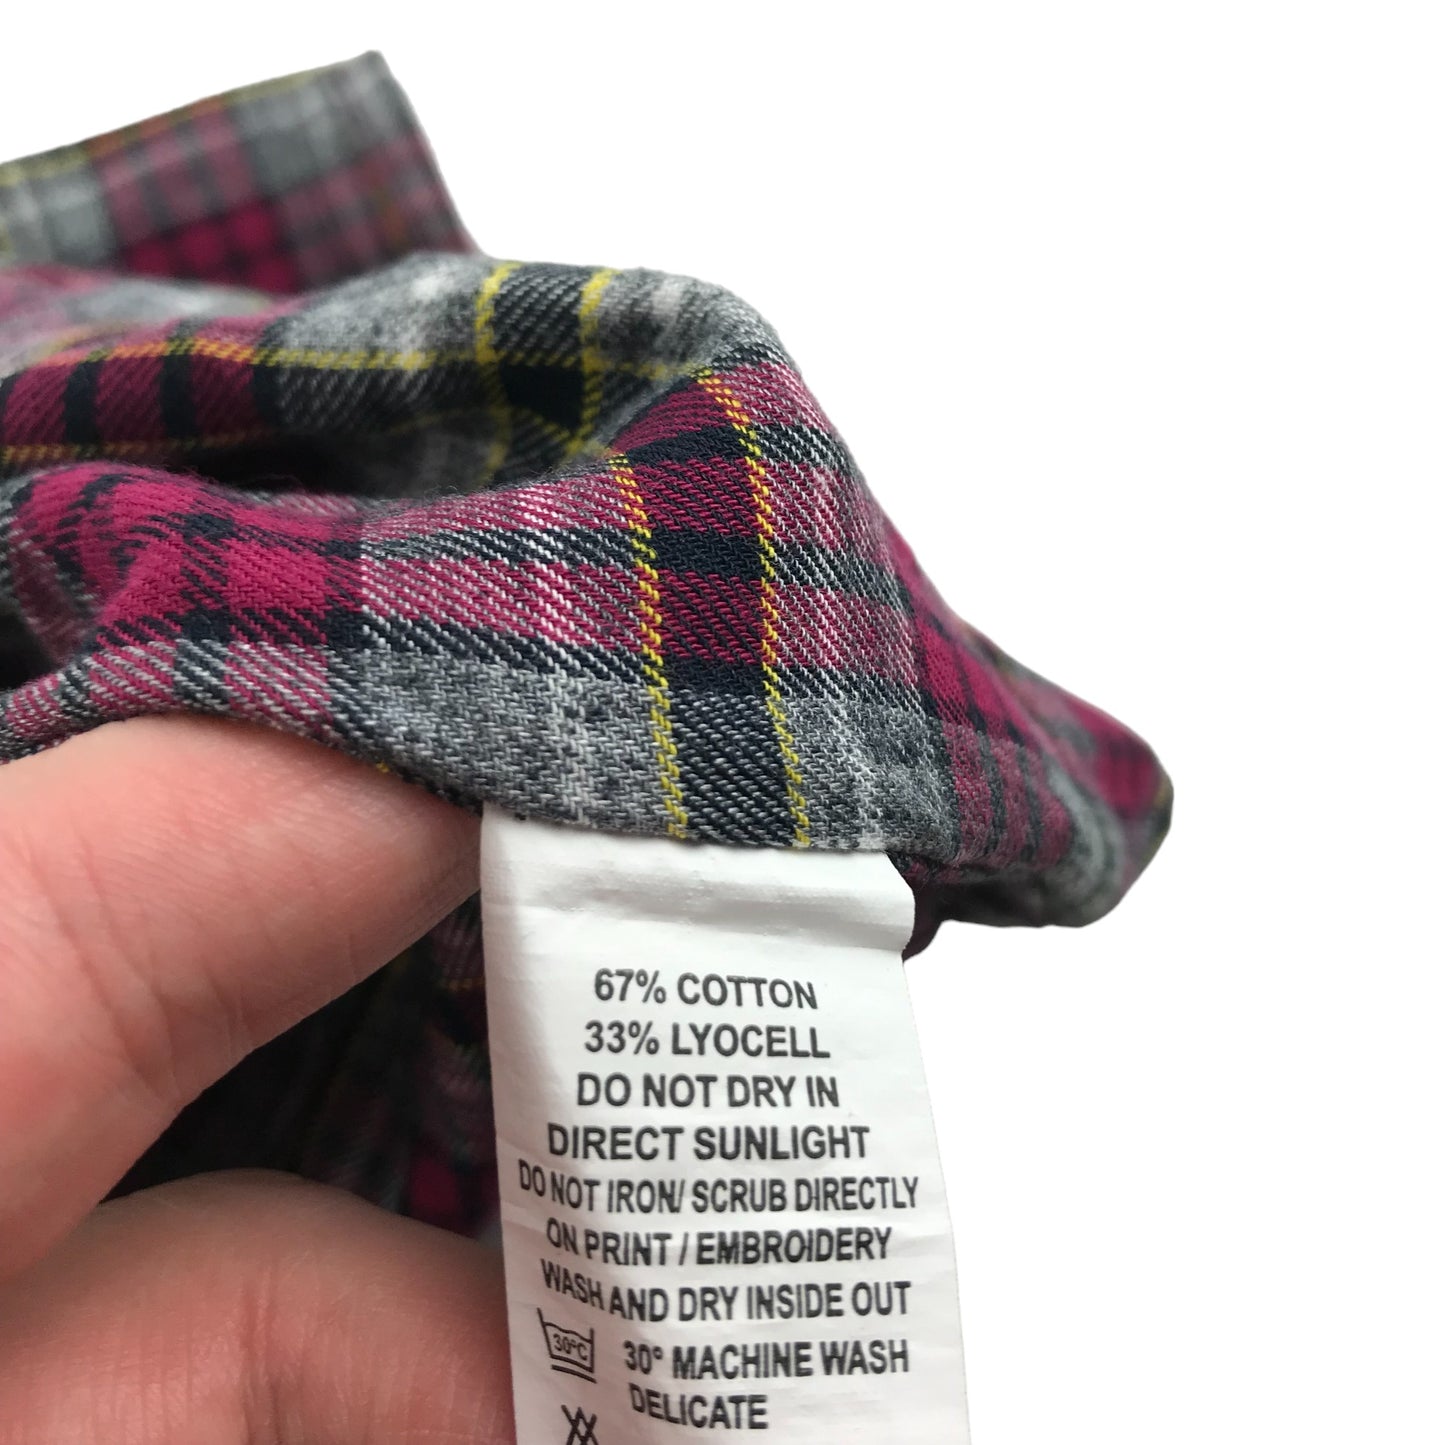 67% COTTON
33% LYOCELL
DO NOT DRY IN
DIRECT SUNLIGHT
DO NOT IRON/ SCRUB DIRECTLY
ON PRINT / EMBROIDERY
WASH AND DRY INSIDE OUT
30°C 30° MACHINE WASH
DELICATE